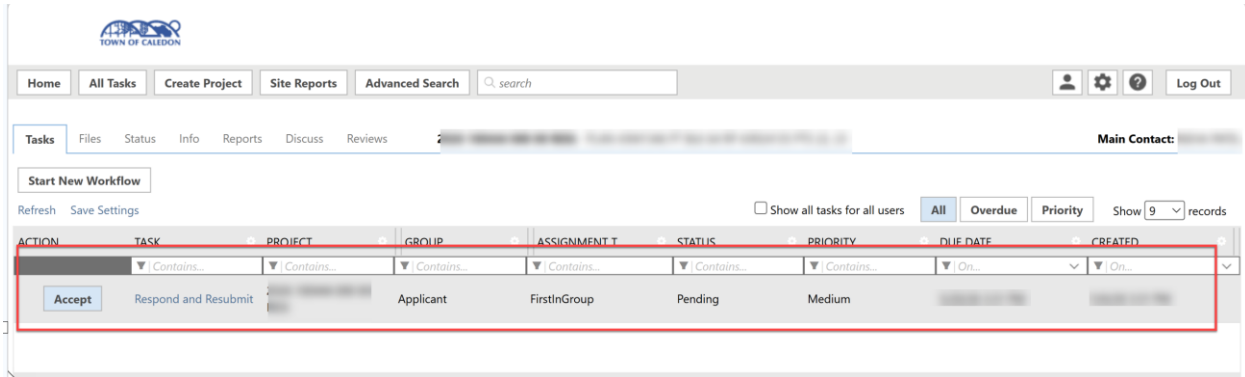 TOWN OF CALEDON
Home All Tasks Create Project Site Reports Advanced Search search Log Out
Tasks Files Status Info Reports Discuss Reviews Main Contact:
Start New Workflow
Refresh Save Settings Show all tasks for all users All Overdue Priority Show 9 records
ACTION TASK PROJECT GROUP ASSIGNMENT T STATUS PRIORITY DUE DATE CREATED
Contains... Contains... Contains... Contains... Contains... Contains... On... On...
Accept Respond and Resubmit Applicant FirstInGroup Pending Medium